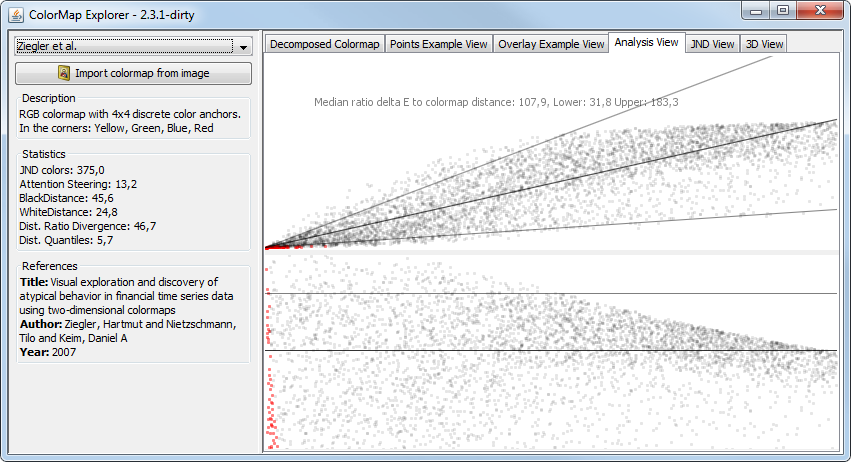 ColorMap Explorer - 2.3.1-dirty
Ziegler et al.
Import colormap from image
Description
RGB colormap with 4x4 discrete color anchors.
In the corners: Yellow, Green, Blue, Red
Statistics
JND colors: 375,0
Attention Steering: 13,2
BlackDistance: 45,6
WhiteDistance: 24,8
Dist. Ratio Divergence: 46,7
Dist. Quantiles: 5,7
References
Title: Visual exploration and discovery of
atypical behavior in financial time series data
using two-dimensional colormaps
Author: Ziegler, Hartmut and Nietzschmann,
Tilo and Keim, Daniel A
Year: 2007
Decomposed Colormap Points Example View Overlay Example View Analysis View JND View 3D View
Median ratio delta E to colormap distance: 107,9, Lower: 31,8 Upper: 183,3